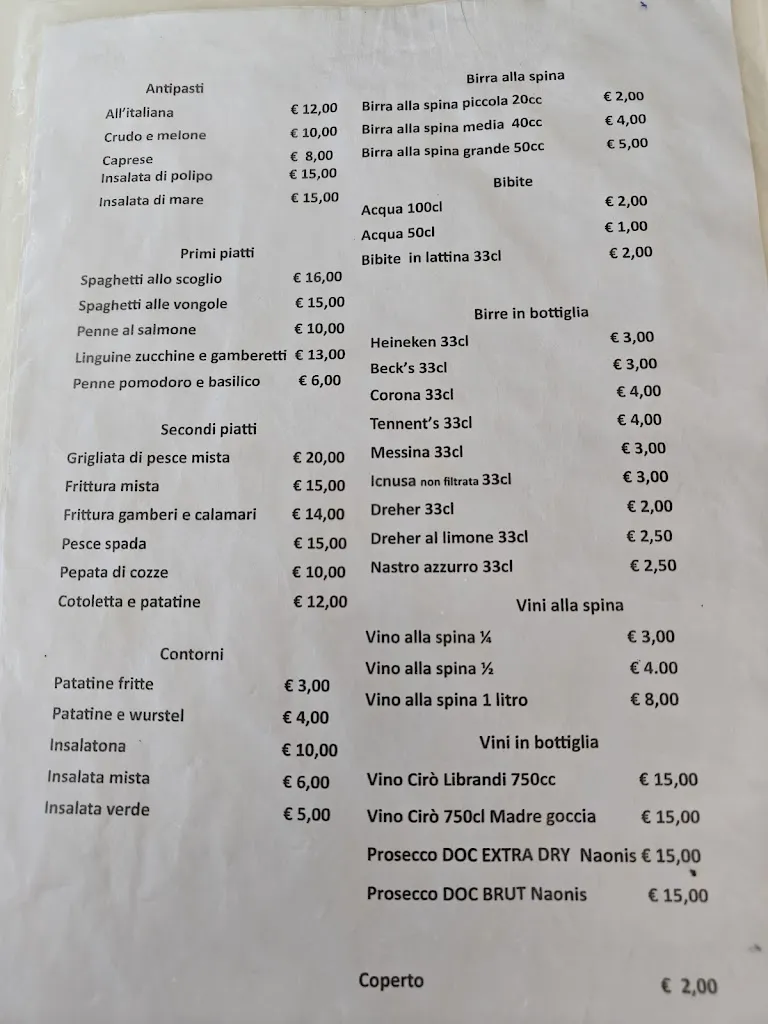 Antipasti
All'italiana € 12,00
Crudo e melone € 10,00
Caprese € 8,00
Insalata di polipo € 15,00
Insalata di mare € 15,00
Primi piatti
Spaghetti allo scoglio € 16,00
Spaghetti alle vongole € 15,00
Penne al salmone € 10,00
Linguine zucchine e gamberetti € 13,00
Penne pomodoro e basilico € 6,00
Secondi piatti
Grigliata di pesce mista € 20,00
Frittura mista € 15,00
Frittura gamberi e calamari € 14,00
Pesce spada € 15,00
Pepata di cozze € 10,00
Cotoletta e patatine € 12,00
Contorni
Patatine fritte € 3,00
Patatine e wurstel € 4,00
Insalatona € 10,00
Insalata mista € 6,00
Insalata verde € 5,00
Birra alla spina
Birra alla spina piccola 20cc € 2,00
Birra alla spina media 40cc € 4,00
Birra alla spina grande 50cc € 5,00
Bibite
Acqua 100cl € 2,00
Acqua 50cl € 1,00
Bibite in lattina 33cl € 2,00
Birre in bottiglia
Heineken 33cl € 3,00
Beck's 33cl € 3,00
Corona 33cl € 4,00
Tennent's 33cl € 4,00
Messina 33cl € 3,00
Icnusa non filtrata 33cl € 3,00
Dreher 33cl € 2,00
Dreher al limone 33cl € 2,50
Nastro azzurro 33cl € 2,50
Vini alla spina
Vino alla spina ¼ € 3,00
Vino alla spina ½ € 4.00
Vino alla spina 1 litro € 8,00
Vini in bottiglia
Vino Cirò Librandi 750cc € 15,00
Vino Cirò 750cl Madre goccia € 15,00
Prosecco DOC EXTRA DRY Naonis € 15,00
Prosecco DOC BRUT Naonis € 15,00
Coperto € 2,00